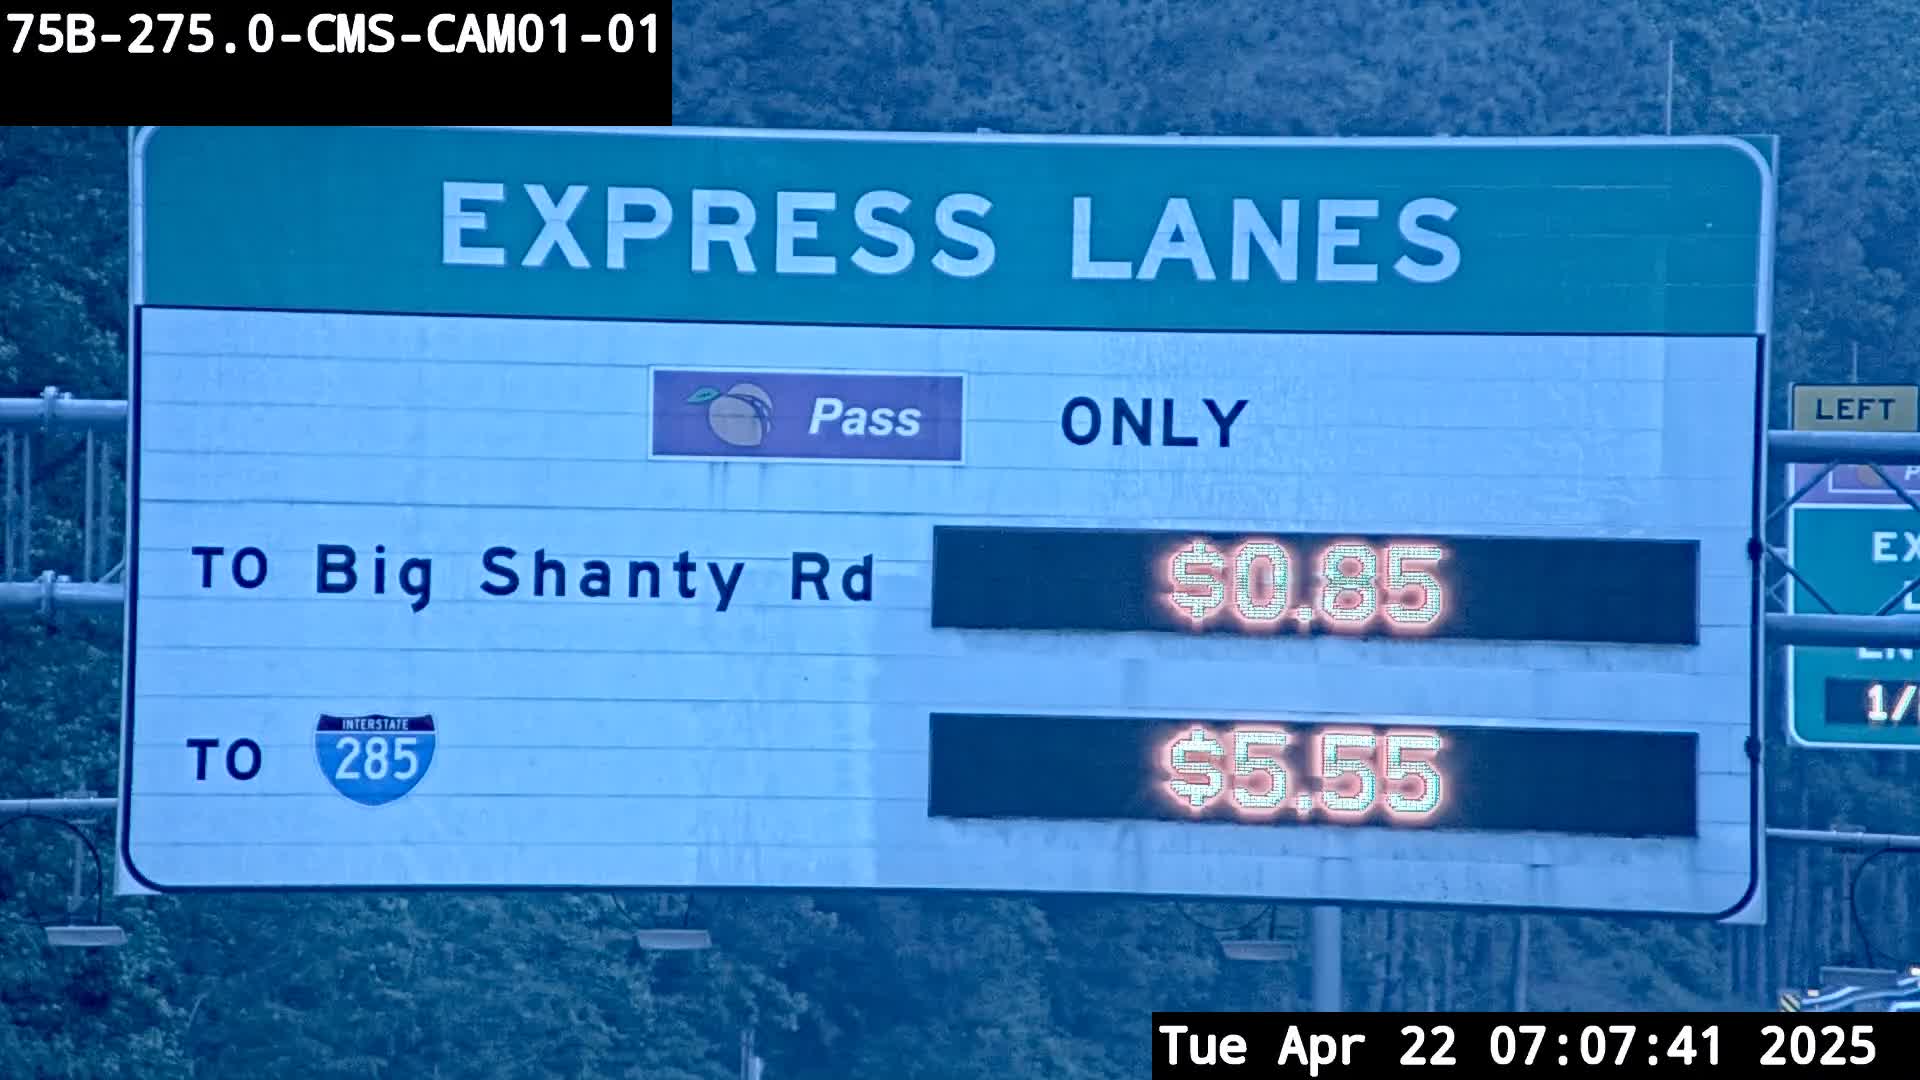 75B-275.0-CMS-CAM01-01
EXPRESS LANES
Pass ONLY
TO Big Shanty Rd $0.85
INTERSTATE
TO 285 $5.55
LEFT
Tue Apr 22 07:07:41 2025